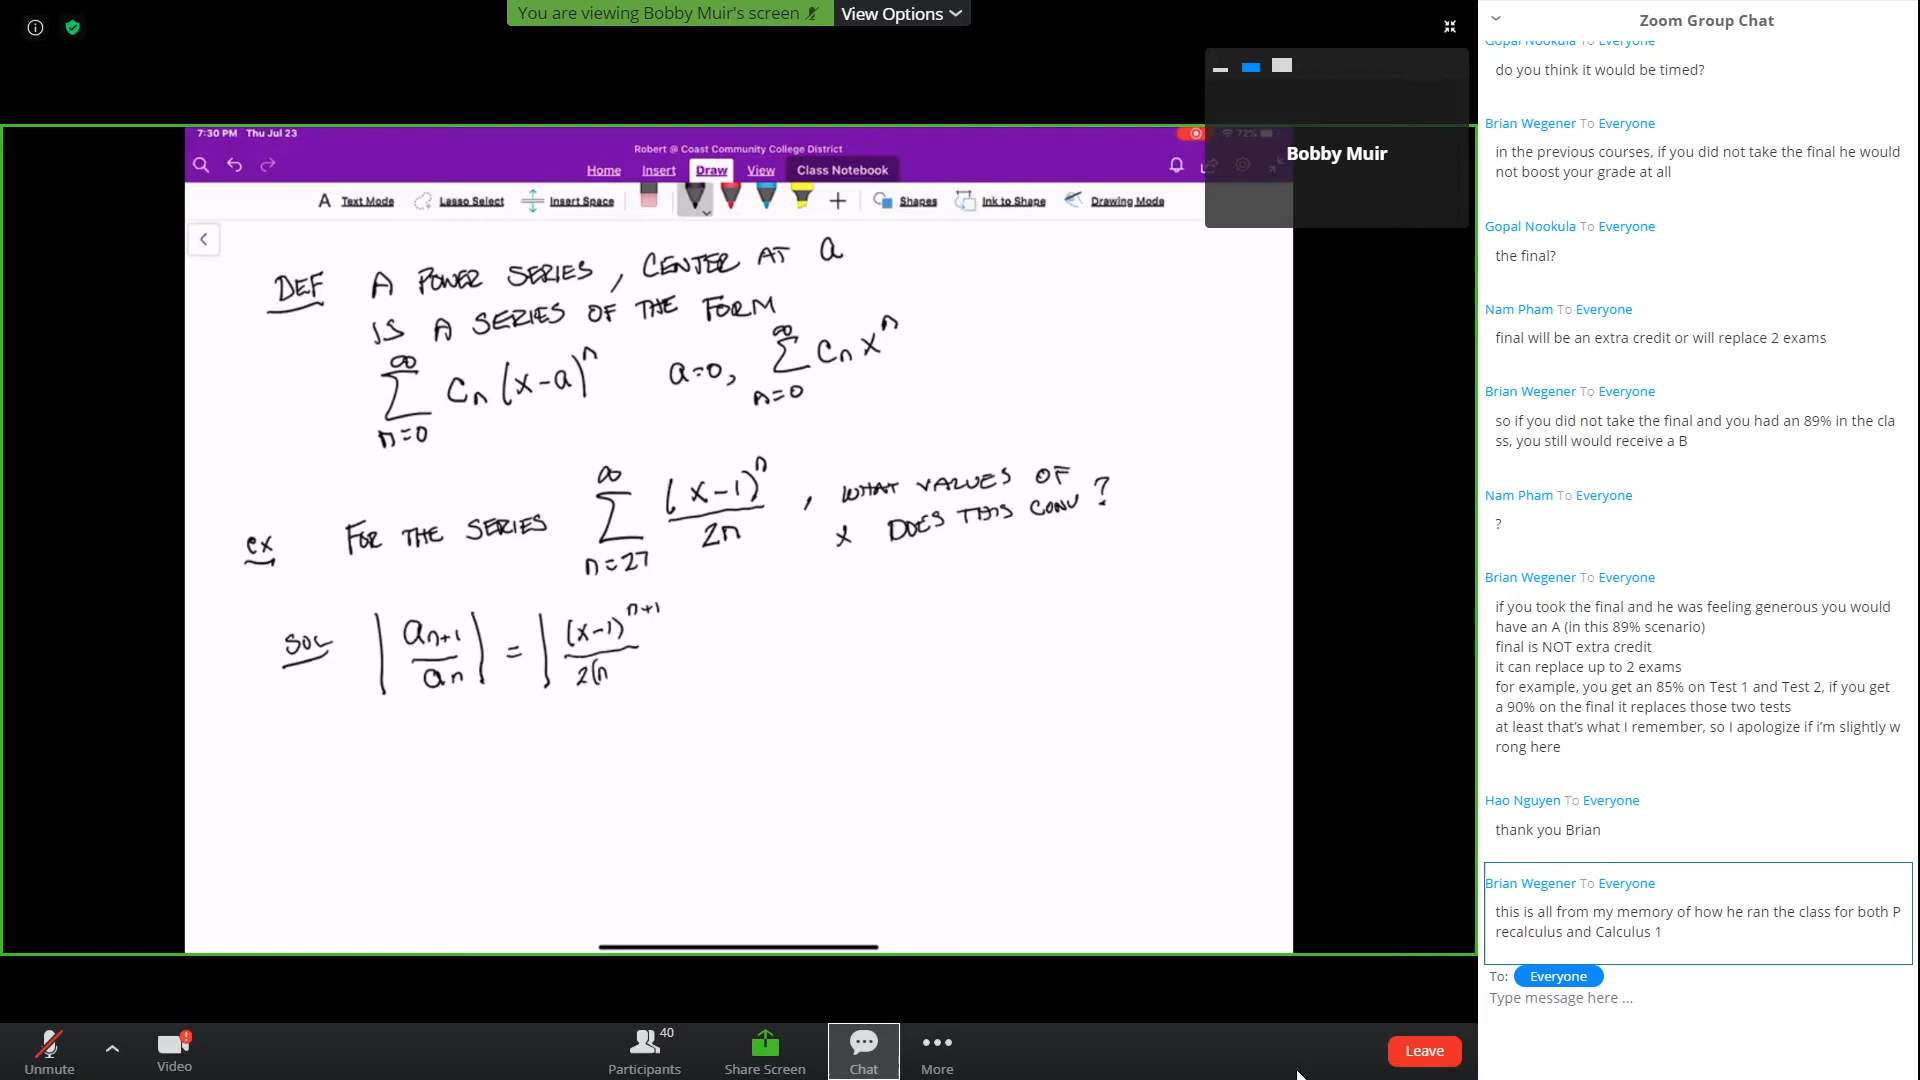 You are viewing Bobby Muir's screen
View Options
Bobby Muir
7:30 PM Thu Jul 23
72%
Robert @ Coast Community College District
Home Insert Draw View Class Notebook
Text Mode Lasso Select Insert Space Shapes Ink to Shape Drawing Mode
DEF A POWER SERIES, CENTER AT a
IS A SERIES OF THE FORM
∑_{n=0}^{∞} c_n (x-a)^n a=0, ∑_{n=0}^{∞} c_n x^n
ex FOR THE SERIES ∑_{n=27}^{∞} (x-1)^n / 2n , WHAT VALUES OF
x DOES THIS CONV ?
SOL | a_{n+1} / a_n | = | (x-1)^{n+1} / 2(n
Unmute
Video
40
Participants
Share Screen
Chat
More
Leave
Zoom Group Chat
Gopal Nookula To Everyone
do you think it would be timed?
Brian Wegener To Everyone
in the previous courses, if you did not take the final he would
not boost your grade at all
Gopal Nookula To Everyone
the final?
Nam Pham To Everyone
final will be an extra credit or will replace 2 exams
Brian Wegener To Everyone
so if you did not take the final and you had an 89% in the cla
ss, you still would receive a B
Nam Pham To Everyone
?
Brian Wegener To Everyone
if you took the final and he was feeling generous you would
have an A (in this 89% scenario)
final is NOT extra credit
it can replace up to 2 exams
for example, you get an 85% on Test 1 and Test 2, if you get
a 90% on the final it replaces those two tests
at least that's what I remember, so I apologize if i'm slightly w
rong here
Hao Nguyen To Everyone
thank you Brian
Brian Wegener To Everyone
this is all from my memory of how he ran the class for both P
recalculus and Calculus 1
To: Everyone
Type message here ...